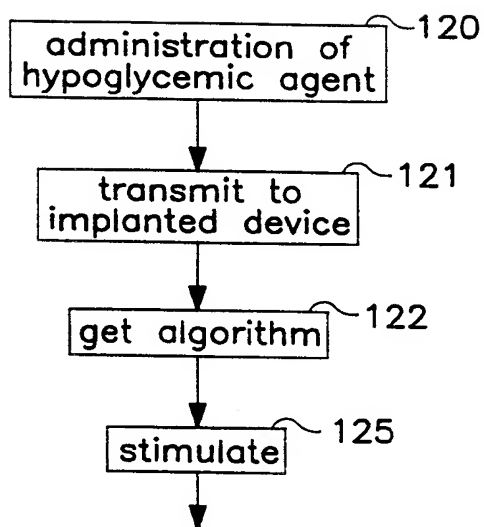 administration of
hypoglycemic agent
120
transmit to
implanted device
121
get algorithm
122
stimulate
125